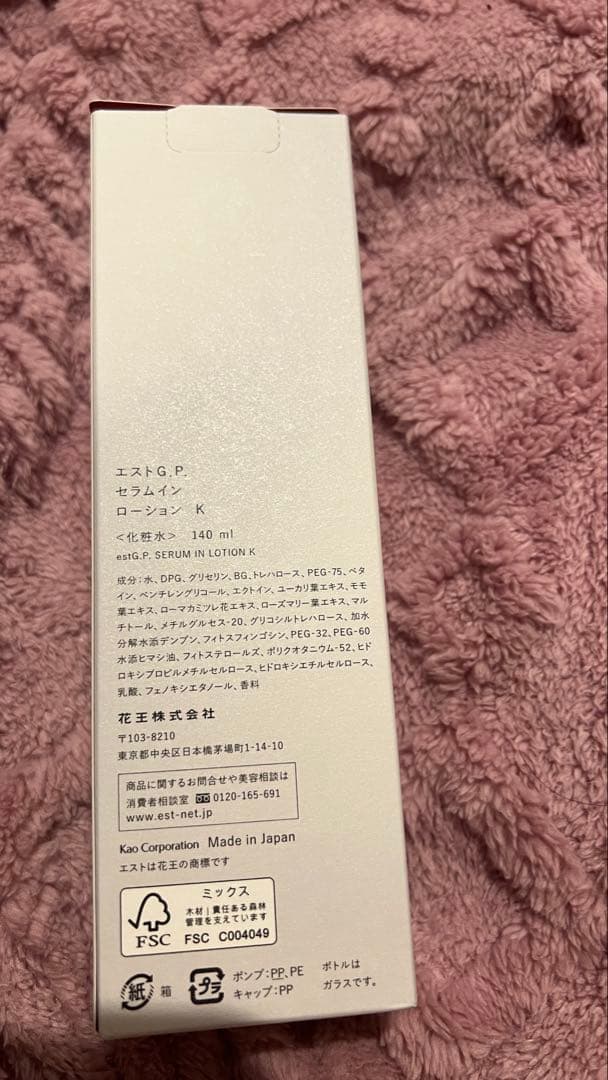 エストG.P.
セラムイン
ローション K
<化粧水> 140 ml
estG.P. SERUM IN LOTION K
成分:水、DPG、グリセリン、BG、トレハロース、PEG-75、ベタ
イン、ペンチレングリコール、エクトイン、ユーカリ葉エキス、モモ
葉エキス、ローマカミツレ花エキス、ローズマリー葉エキス、マル
チトール、メチルグルセス-20、グリコシルトレハロース、加水
分解水添デンプン、フィトスフィンゴシン、PEG-32、PEG-60
水添ヒマシ油、フィトステロールズ、ポリクオタニウム-52、ヒド
ロキシプロピルメチルセルロース、ヒドロキシエチルセルロース、
乳酸、フェノキシエタノール、香料
花王株式会社
〒103-8210
東京都中央区日本橋茅場町1-14-10
商品に関するお問合せや美容相談は
消費者相談室 0120-165-691
www.est-net.jp
Kao Corporation Made in Japan
エストは花王の商標です
ミックス
木材|責任ある森林
管理を支えています
FSC FSC C004049
紙 箱 プラ ポンプ:PP、PE
キャップ:PP
ボトルは
ガラスです。